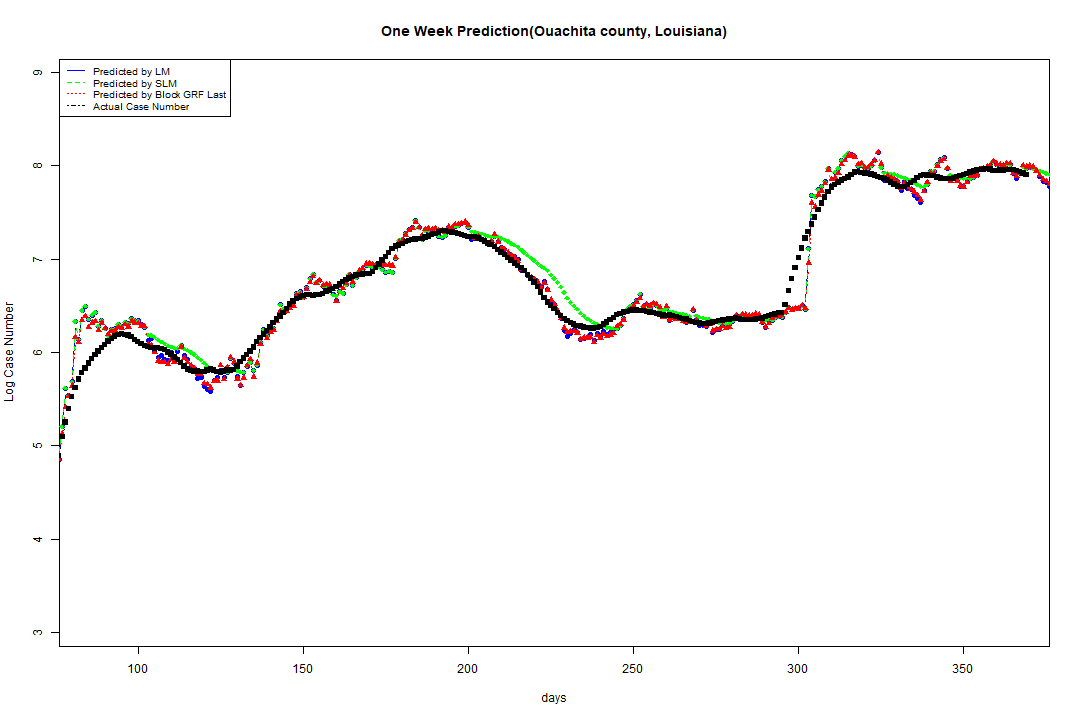 One Week Prediction(Ouachita county, Louisiana)
Predicted by LM
Predicted by SLM
Predicted by Block GRF Last
Actual Case Number
Log Case Number
9
8
7
6
5
4
3
100 150 200 250 300 350
days